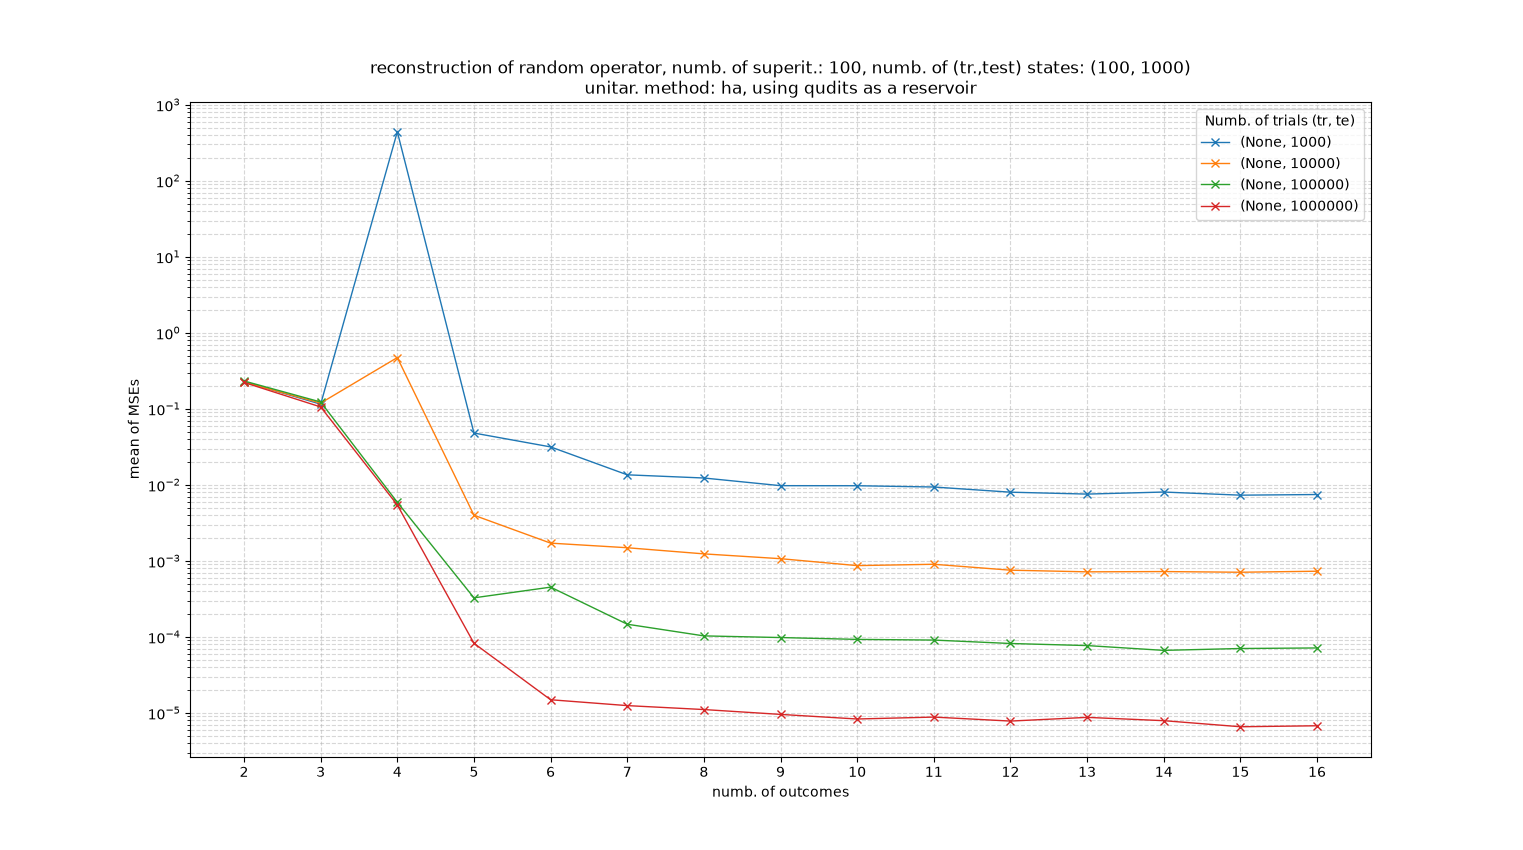 reconstruction of random operator, numb. of superit.: 100, numb. of (tr.,test) states: (100, 1000)
unitar. method: ha, using qudits as a reservoir
Numb. of trials (tr, te)
(None, 1000)
(None, 10000)
(None, 100000)
(None, 1000000)
mean of MSEs
10³
10²
10¹
10⁰
10⁻¹
10⁻²
10⁻³
10⁻⁴
10⁻⁵
2 3 4 5 6 7 8 9 10 11 12 13 14 15 16
numb. of outcomes